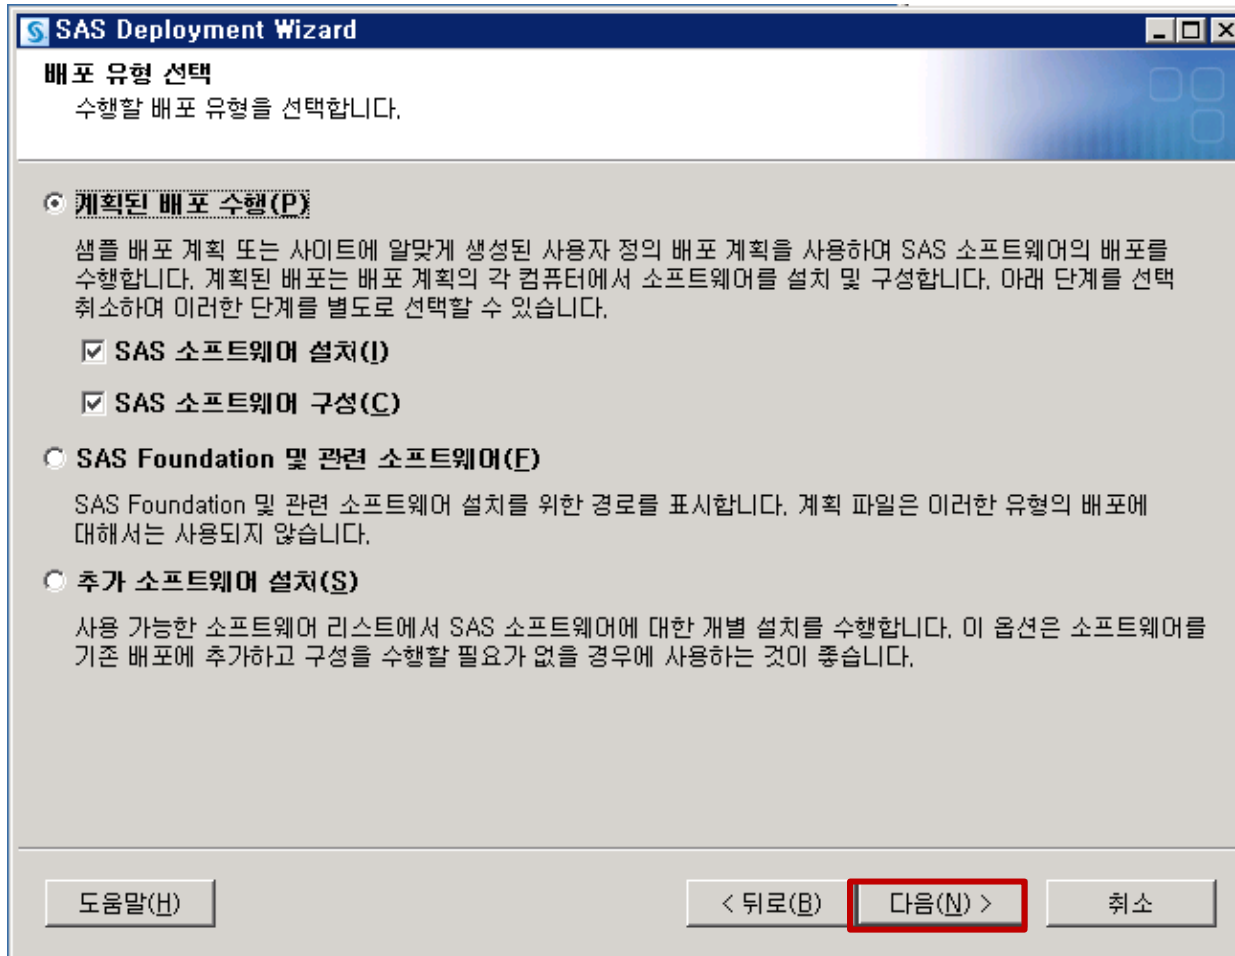 SAS Deployment Wizard
배포 유형 선택
수행할 배포 유형을 선택합니다.
계획된 배포 수행(P)
샘플 배포 계획 또는 사이트에 알맞게 생성된 사용자 정의 배포 계획을 사용하여 SAS 소프트웨어의 배포를
수행합니다. 계획된 배포는 배포 계획의 각 컴퓨터에서 소프트웨어를 설치 및 구성합니다. 아래 단계를 선택
취소하여 이러한 단계를 별도로 선택할 수 있습니다.
SAS 소프트웨어 설치(I)
SAS 소프트웨어 구성(C)
SAS Foundation 및 관련 소프트웨어(F)
SAS Foundation 및 관련 소프트웨어 설치를 위한 경로를 표시합니다. 계획 파일은 이러한 유형의 배포에
대해서는 사용되지 않습니다.
추가 소프트웨어 설치(S)
사용 가능한 소프트웨어 리스트에서 SAS 소프트웨어에 대한 개별 설치를 수행합니다. 이 옵션은 소프트웨어를
기존 배포에 추가하고 구성을 수행할 필요가 없을 경우에 사용하는 것이 좋습니다.
도움말(H) < 뒤로(B) 다음(N) > 취소